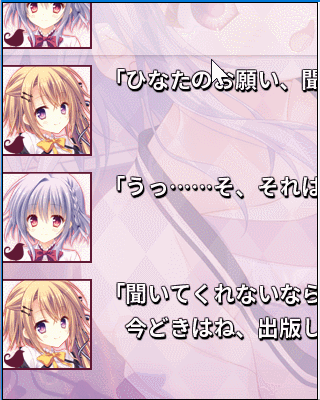 「ひなたのお願い、聞
「うっ……そ、それは
「聞いてくれないなら
今どきはね、出版し